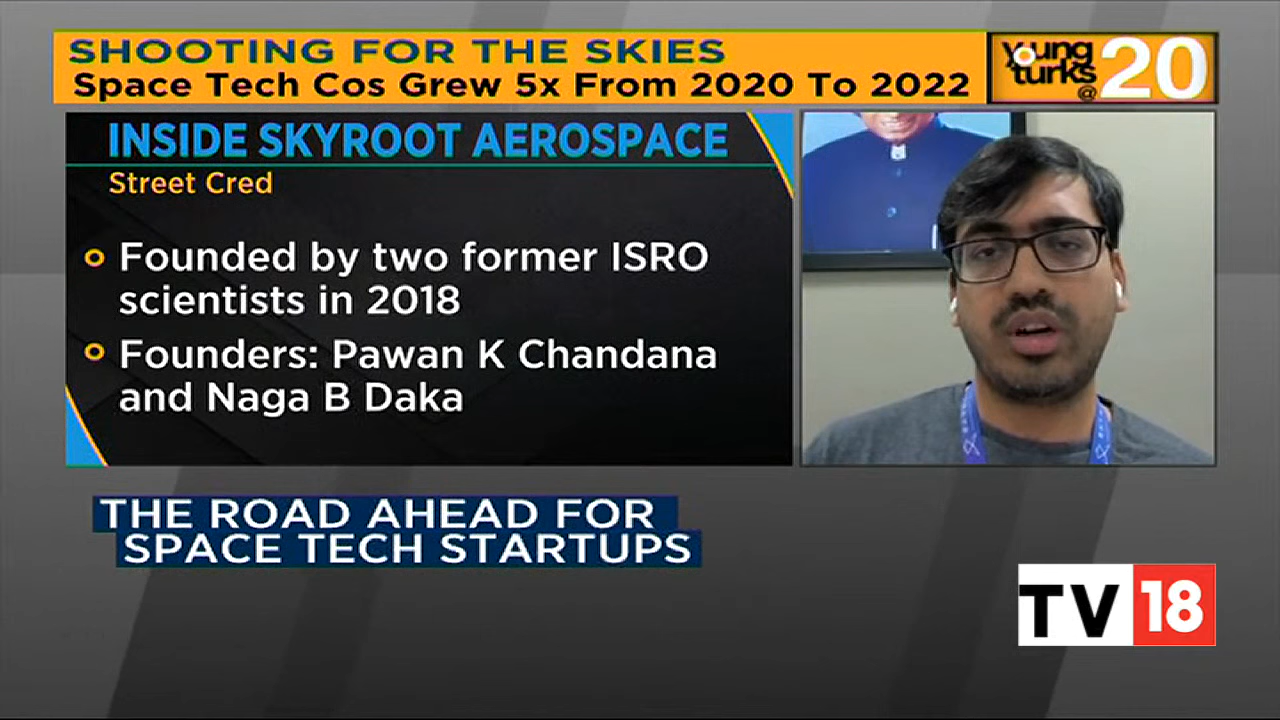 SHOOTING FOR THE SKIES
Space Tech Cos Grew 5x From 2020 To 2022
young
turks
@
20
INSIDE SKYROOT AEROSPACE
Street Cred
Founded by two former ISRO
scientists in 2018
Founders: Pawan K Chandana
and Naga B Daka
THE ROAD AHEAD FOR
SPACE TECH STARTUPS
TV 18